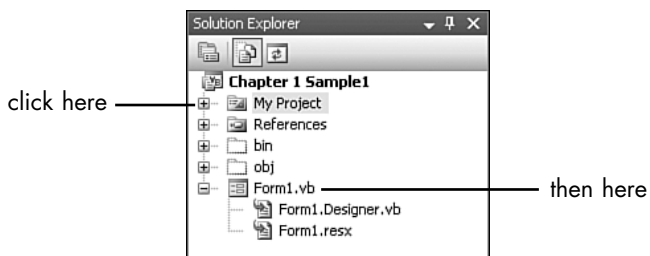 Solution Explorer
Chapter 1 Sample1
click here
My Project
References
bin
obj
Form1.vb
then here
Form1.Designer.vb
Form1.resx